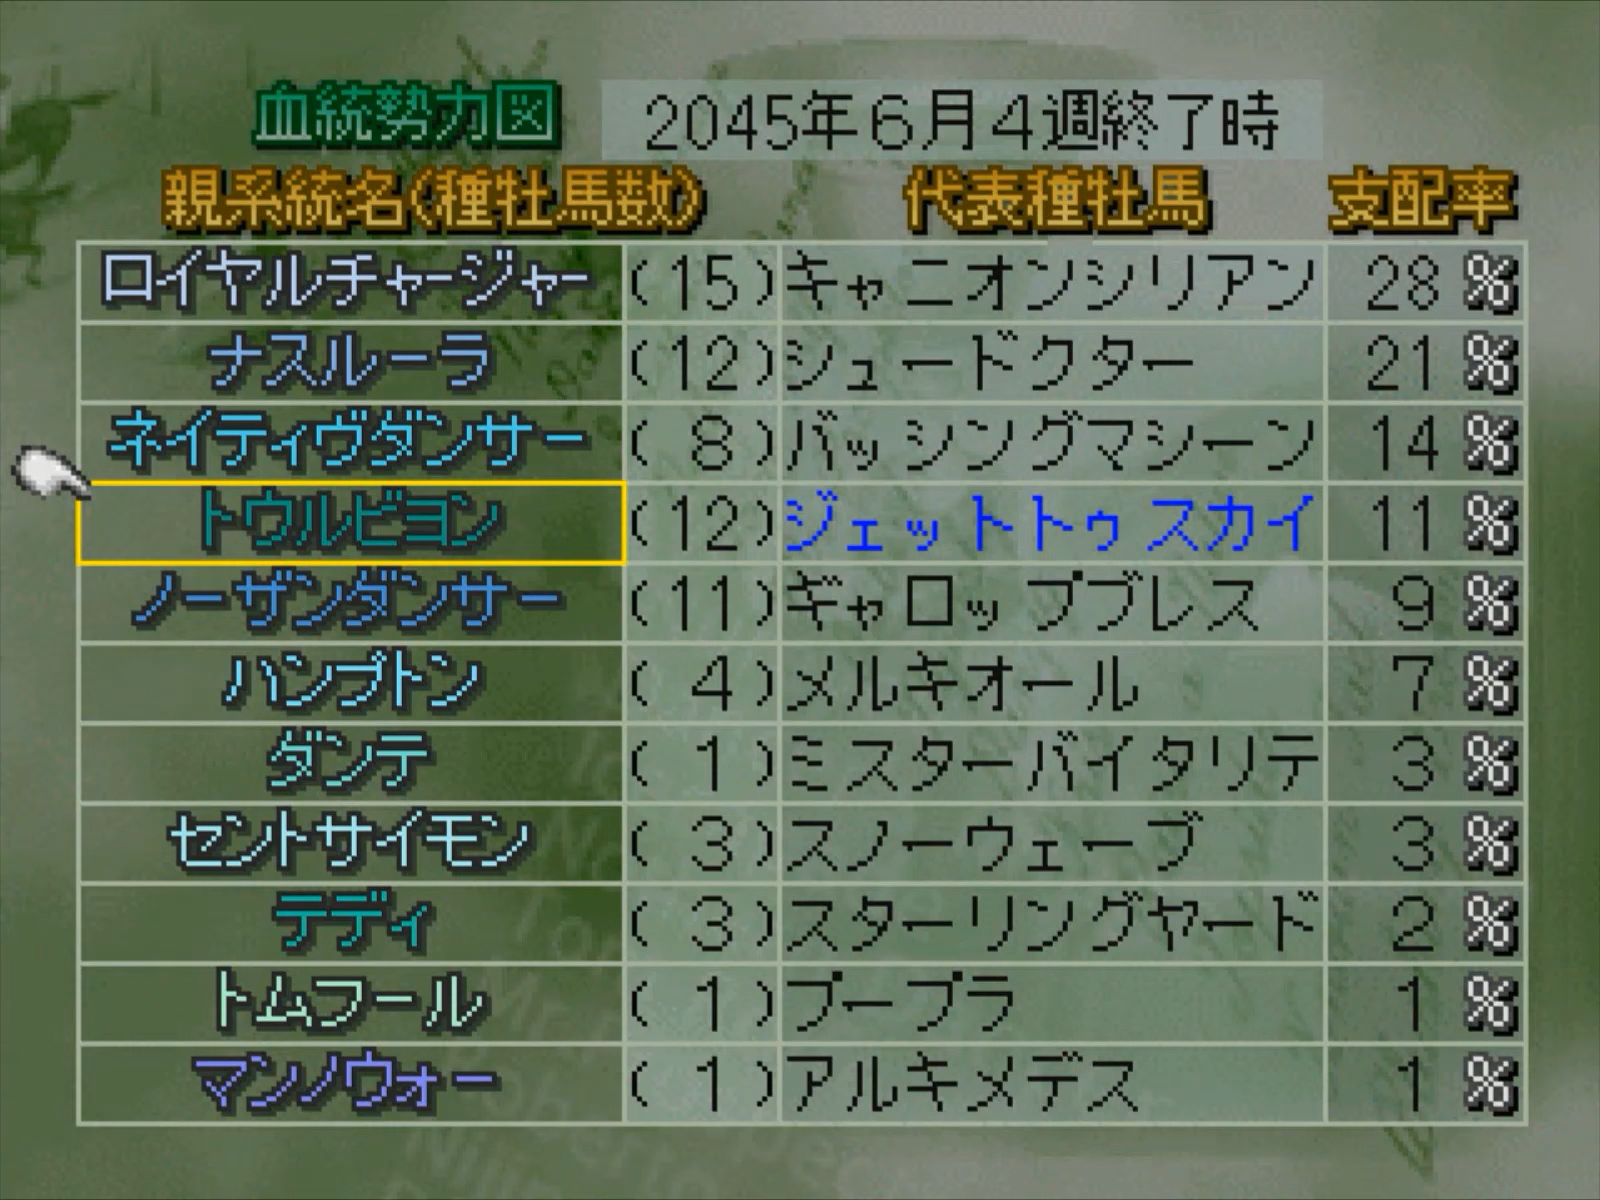 血統勢力図 2045年6月4週終了時
親系統名(種牡馬数) 代表種牡馬 支配率
ロイヤルチャージャー (15) キャニオンシリアン 28%
ナスルーラ (12) シュードクター 21%
ネイティヴダンサー (8) バッシングマシーン 14%
トウルビヨン (12) ジェットトゥスカイ 11%
ノーザンダンサー (11) ギャロップブレス 9%
ハンプトン (4) メルキオール 7%
ダンテ (1) ミスターバイタリテ 3%
セントサイモン (3) スノーウェーブ 3%
テディ (3) スターリングヤード 2%
トムフール (1) プープラ 1%
マンノウォー (1) アルキメデス 1%